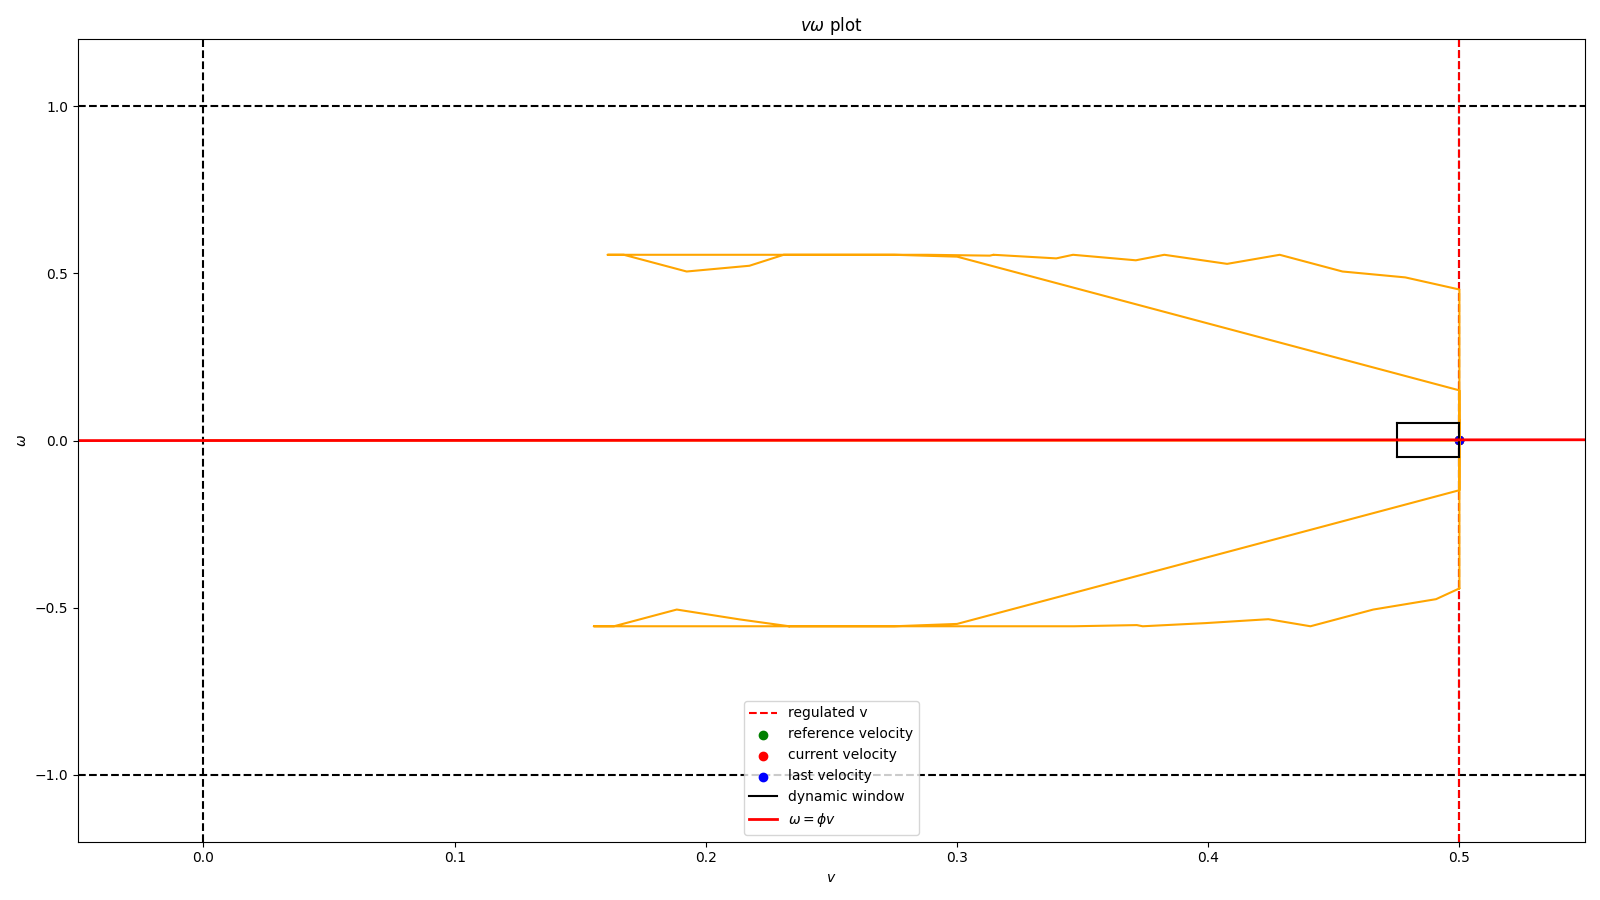 vω plot
1.0
0.5
0.0
−0.5
−1.0
ω
0.0
0.1
0.2
0.3
0.4
0.5
v
regulated v
reference velocity
current velocity
last velocity
dynamic window
ω = ϕv